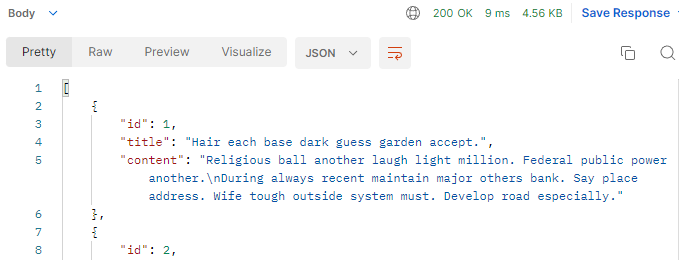 Body 200 OK 9 ms 4.56 KB Save Response
Pretty Raw Preview Visualize JSON
1 [
2 {
3 "id": 1,
4 "title": "Hair each base dark guess garden accept.",
5 "content": "Religious ball another laugh light million. Federal public power
another.\nDuring always recent maintain major others bank. Say place
address. Wife tough outside system must. Develop road especially."
6 },
7 {
8 "id": 2,